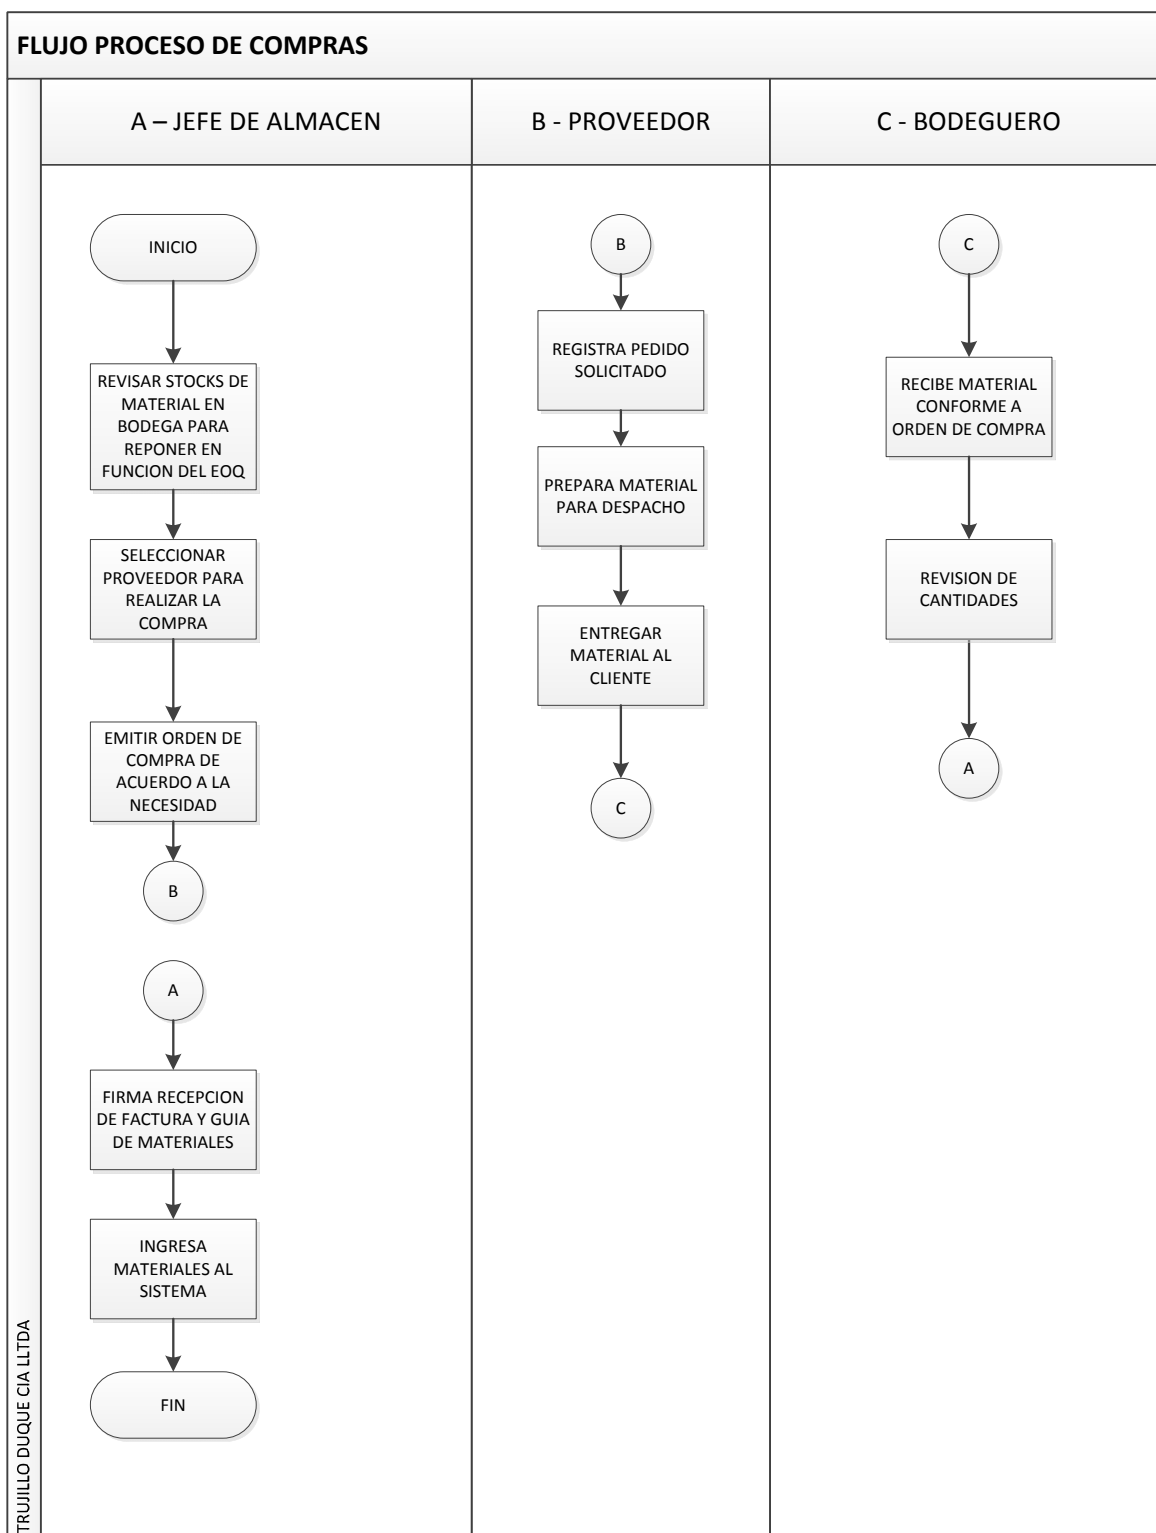 FLUJO PROCESO DE COMPRAS
A – JEFE DE ALMACEN
B - PROVEEDOR
C - BODEGUERO
INICIO
REVISAR STOCKS DE
MATERIAL EN
BODEGA PARA
REPONER EN
FUNCION DEL EOQ
SELECCIONAR
PROVEEDOR PARA
REALIZAR LA
COMPRA
EMITIR ORDEN DE
COMPRA DE
ACUERDO A LA
NECESIDAD
B
A
FIRMA RECEPCION
DE FACTURA Y GUIA
DE MATERIALES
INGRESA
MATERIALES AL
SISTEMA
FIN
B
REGISTRA PEDIDO
SOLICITADO
PREPARA MATERIAL
PARA DESPACHO
ENTREGAR
MATERIAL AL
CLIENTE
C
C
RECIBE MATERIAL
CONFORME A
ORDEN DE COMPRA
REVISION DE
CANTIDADES
A
TRUJILLO DUQUE CIA LLTDA